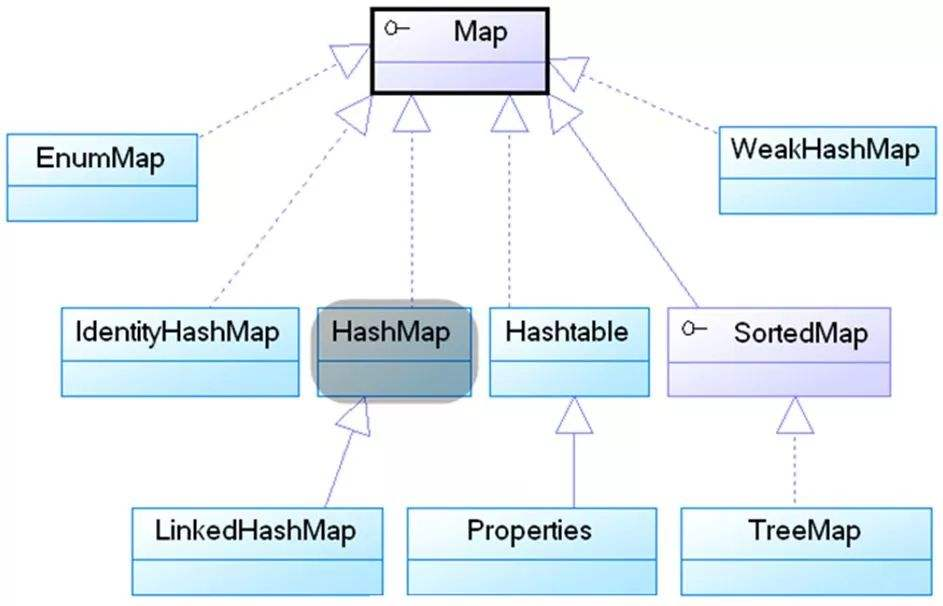 Map
EnumMap
WeakHashMap
IdentityHashMap
HashMap
Hashtable
SortedMap
LinkedHashMap
Properties
TreeMap